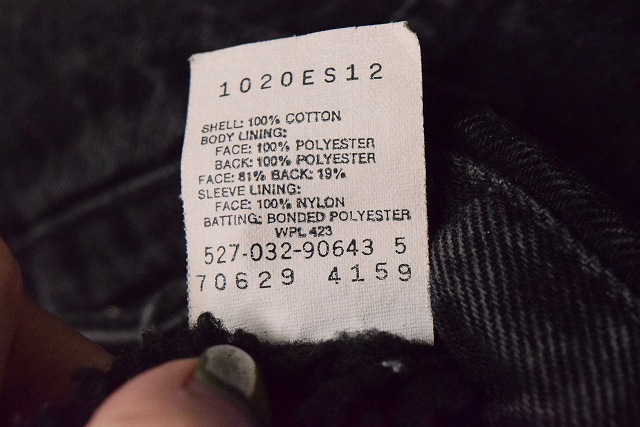 1020ES12
SHELL: 100% COTTON
BODY LINING:
FACE: 100% POLYESTER
BACK: 100% POLYESTER
FACE: 81% BACK: 19%
SLEEVE LINING:
FACE: 100% NYLON
BATTING: BONDED POLYESTER
WPL 423
527-032-90643 5
70629 4159